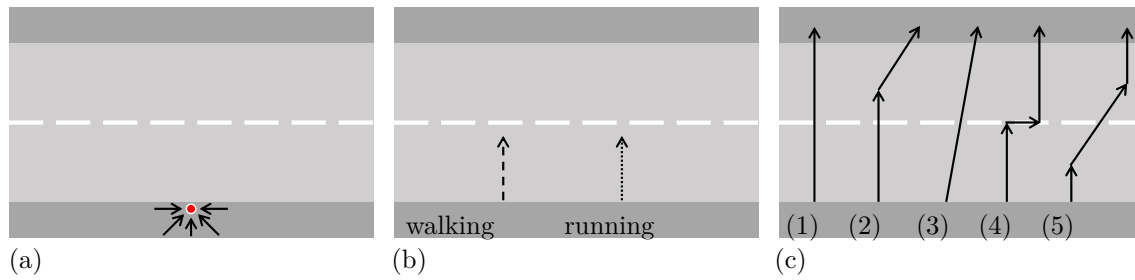 walking running
(1) (2) (3) (4) (5)
(a) (b) (c)